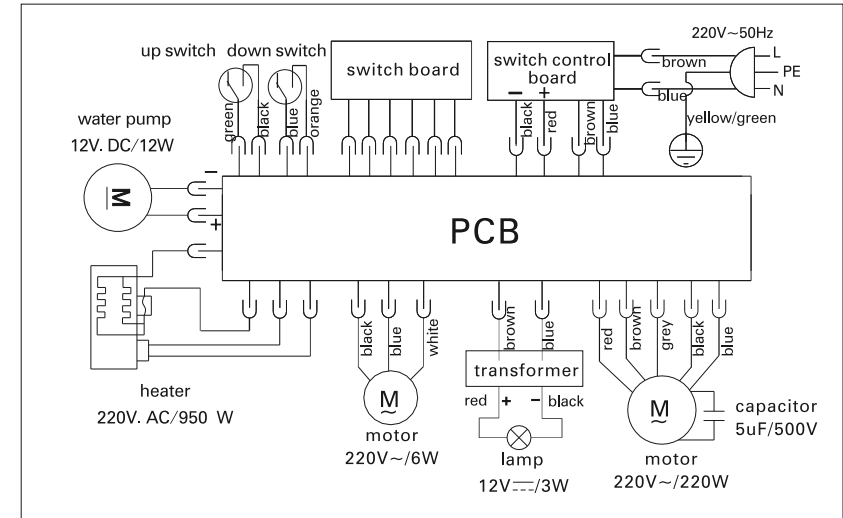 220V~50Hz
up switch down switch
switch board
switch control
board
− +
brown
blue
L
PE
N
yellow/green
green
black
blue
orange
black
red
brown
blue
water pump
12V. DC/12W
M
−
+
PCB
black
blue
white
brown
blue
red
brown
grey
black
blue
transformer
red + − black
heater
220V. AC/950 W
M
~
motor
220V~/6W
lamp
12V⎓/3W
M
~
motor
220V~/220W
capacitor
5uF/500V